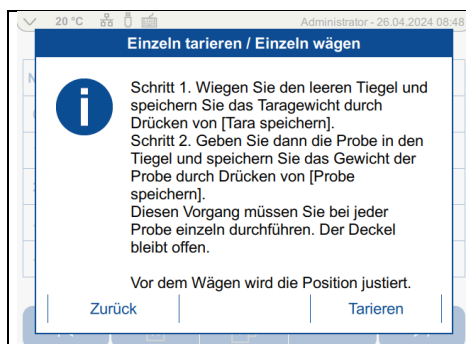 20 °C
Administrator - 26.04.2024 08:48
Einzeln tarieren / Einzeln wägen
Schritt 1. Wiegen Sie den leeren Tiegel und
speichern Sie das Taragewicht durch
Drücken von [Tara speichern].
Schritt 2. Geben Sie dann die Probe in den
Tiegel und speichern Sie das Gewicht der
Probe durch Drücken von [Probe
speichern].
Diesen Vorgang müssen Sie bei jeder
Probe einzeln durchführen. Der Deckel
bleibt offen.
Vor dem Wägen wird die Position justiert.
Zurück
Tarieren